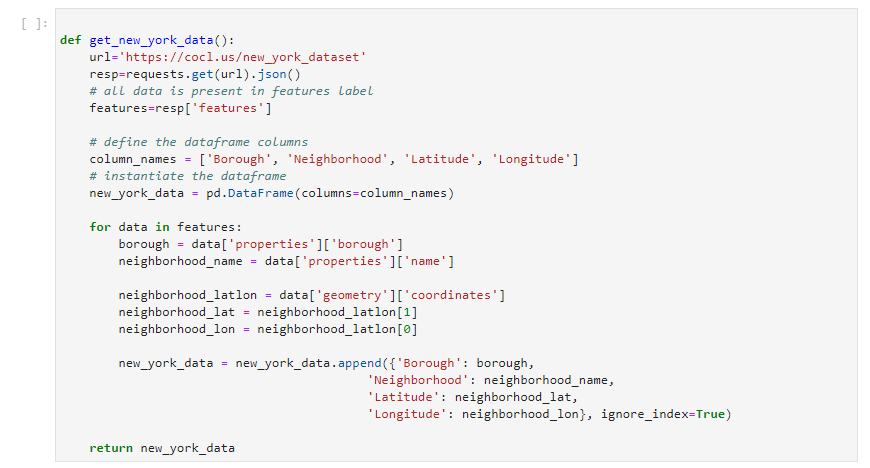 [ ]:
def get_new_york_data():
    url='https://cocl.us/new_york_dataset'
    resp=requests.get(url).json()
    # all data is present in features label
    features=resp['features']

    # define the dataframe columns
    column_names = ['Borough', 'Neighborhood', 'Latitude', 'Longitude']
    # instantiate the dataframe
    new_york_data = pd.DataFrame(columns=column_names)

    for data in features:
        borough = data['properties']['borough']
        neighborhood_name = data['properties']['name']

        neighborhood_latlon = data['geometry']['coordinates']
        neighborhood_lat = neighborhood_latlon[1]
        neighborhood_lon = neighborhood_latlon[0]

        new_york_data = new_york_data.append({'Borough': borough,
                                          'Neighborhood': neighborhood_name,
                                          'Latitude': neighborhood_lat,
                                          'Longitude': neighborhood_lon}, ignore_index=True)

    return new_york_data